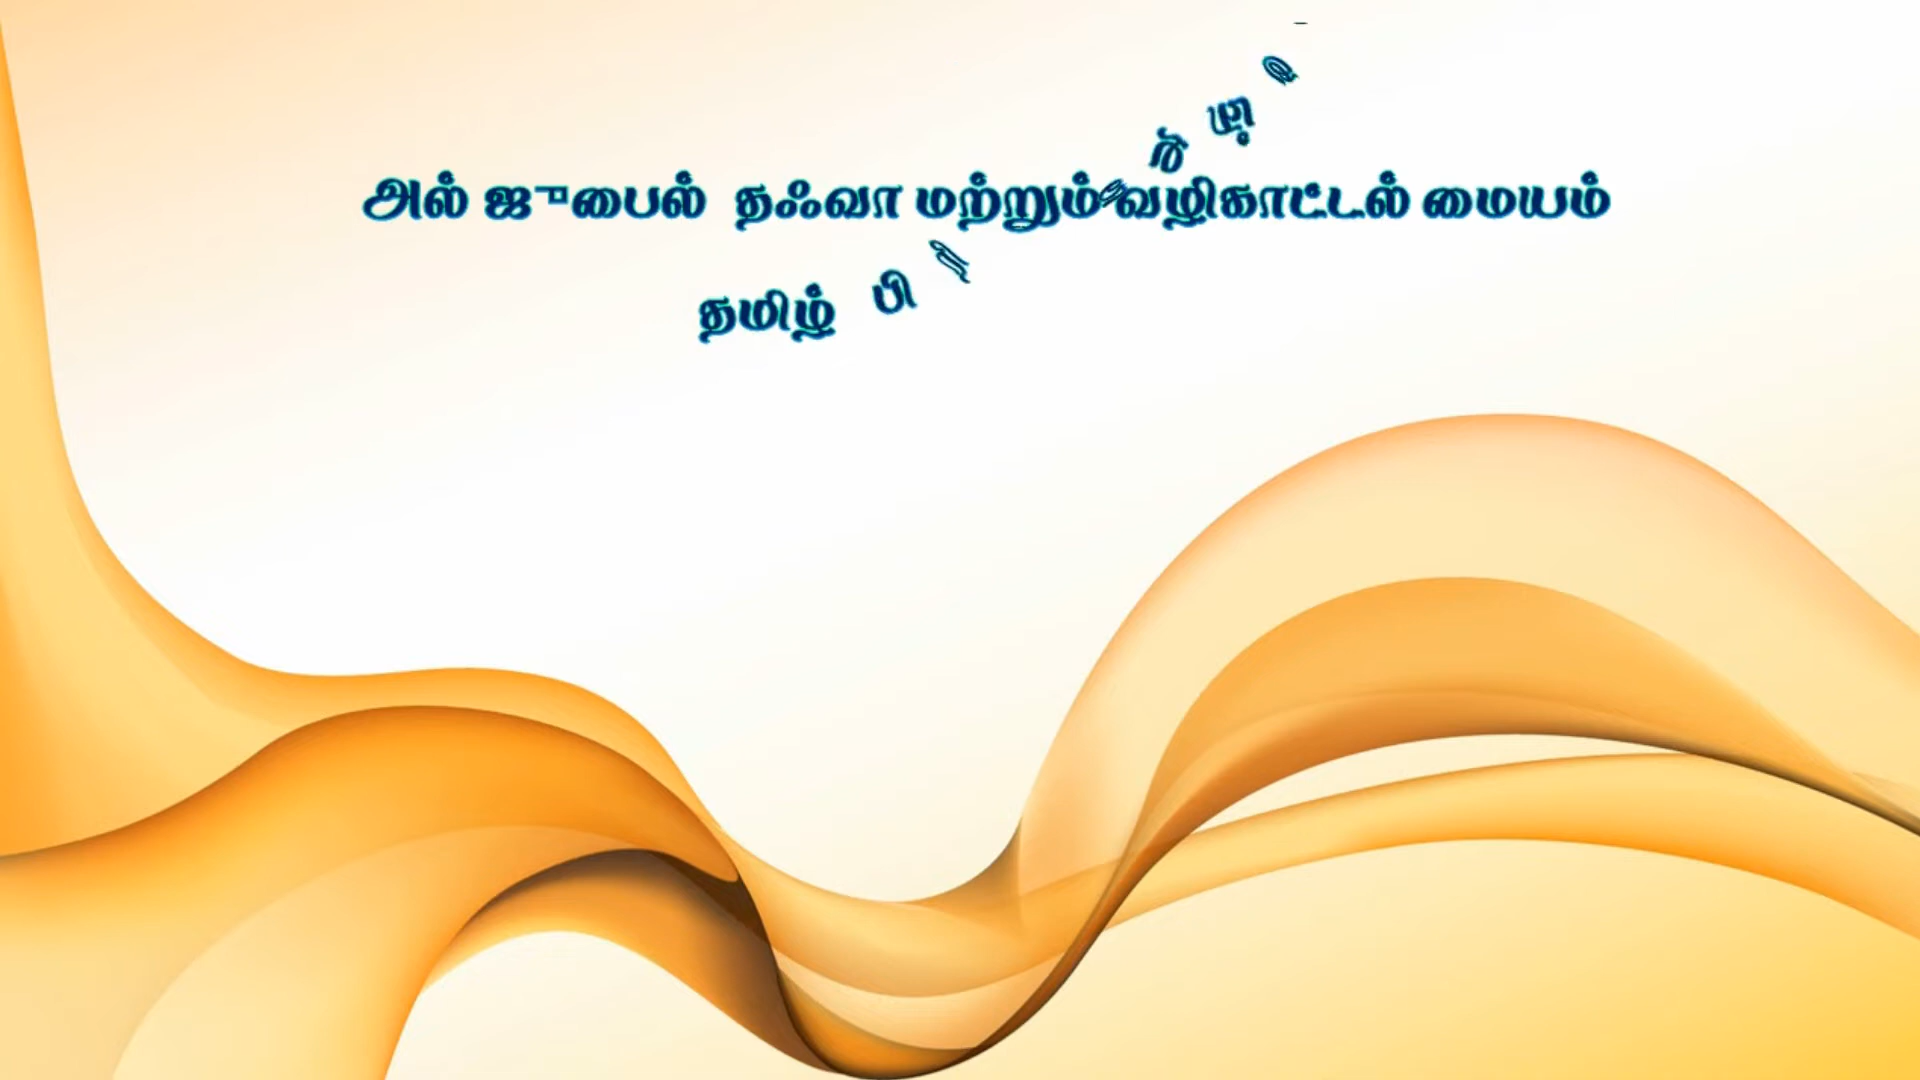 அல் ஜுபைல் தஃவா மற்றும் வழிகாட்டல் மையம்
தமிழ் பி